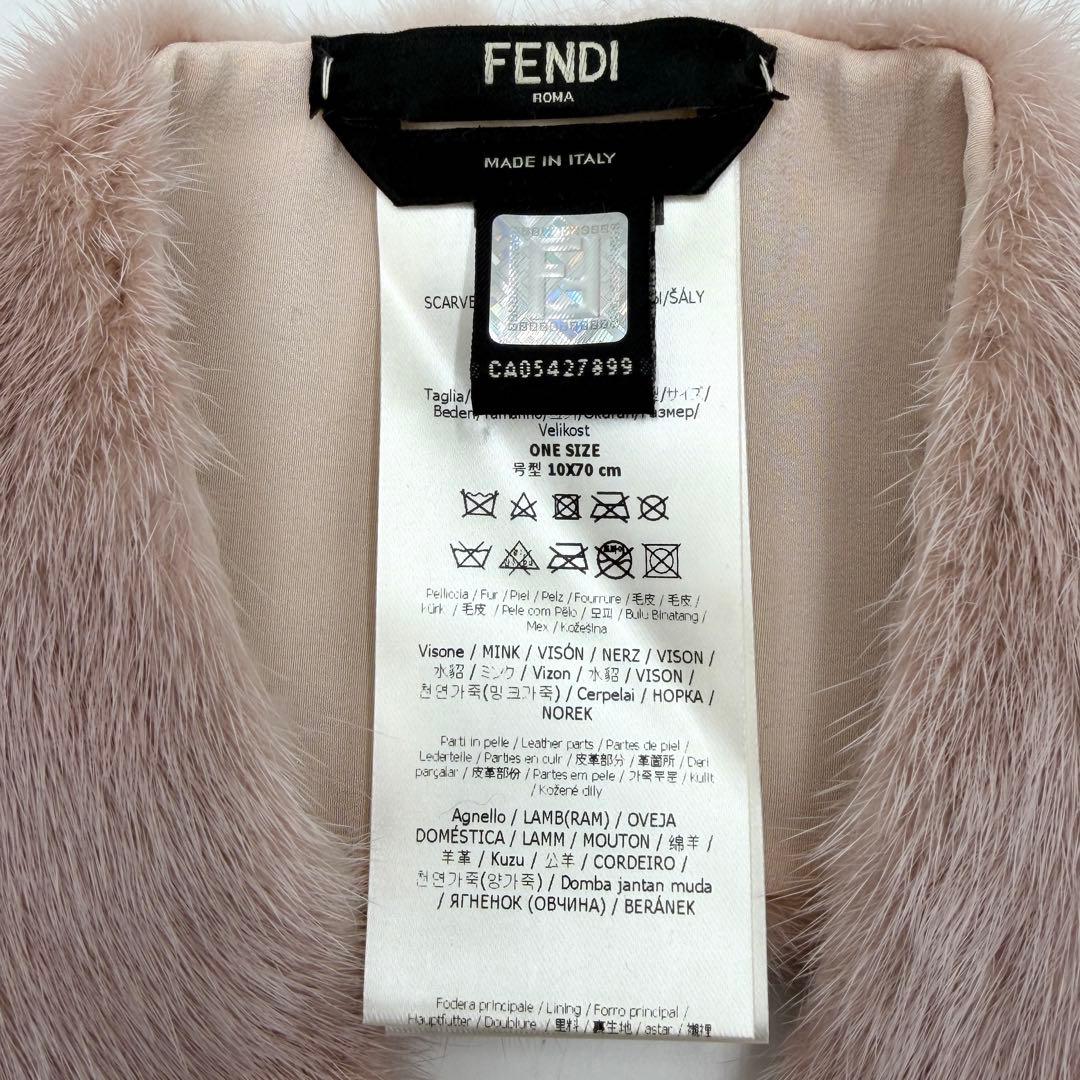 FENDI
ROMA
MADE IN ITALY
SCARVE /ŠÁLY
CA05427899
Taglia/ /サイズ/
Beden/ /Размер/
Velikost
ONE SIZE
号型 10X70 cm
Pelliccia / Fur / Piel / Pelz / Fourrure / 毛皮 / 毛皮 /
Kürk / 毛皮 / Pele com Pêlo / 모피 / Bulu Binatang /
Мех / Kožešina
Visone / MINK / VISÓN / NERZ / VISON /
水貂 / ミンク / Vizon / 水貂 / VISON /
천연가죽(밍크가죽) / Cerpelai / НОРКА /
NOREK
Parti in pelle / Leather parts / Partes de piel /
Lederteile / Parties en cuir / 皮革部分 / 革箇所 / Deri
parçalar / 皮革部份 / Partes em pele / 가죽부분 / Kulit
/ Kožené díly
Agnello / LAMB(RAM) / OVEJA
DOMÉSTICA / LAMM / MOUTON / 绵羊 /
羊革 / Kuzu / 公羊 / CORDEIRO /
천연가죽(양가죽) / Domba jantan muda
/ ЯГНЕНОК (ОВЧИНА) / BERÁNEK
Fodera principale / Lining / Forro principal /
Hauptfutter / Doublure / 里料 / 裏生地 / astar / 襯裡